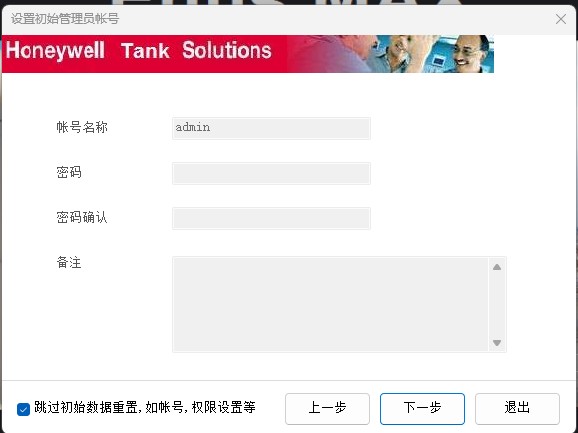 设置初始管理员帐号
Honeywell Tank Solutions
帐号名称
admin
密码
密码确认
备注
跳过初始数据重置,如帐号,权限设置等
上一步
下一步
退出